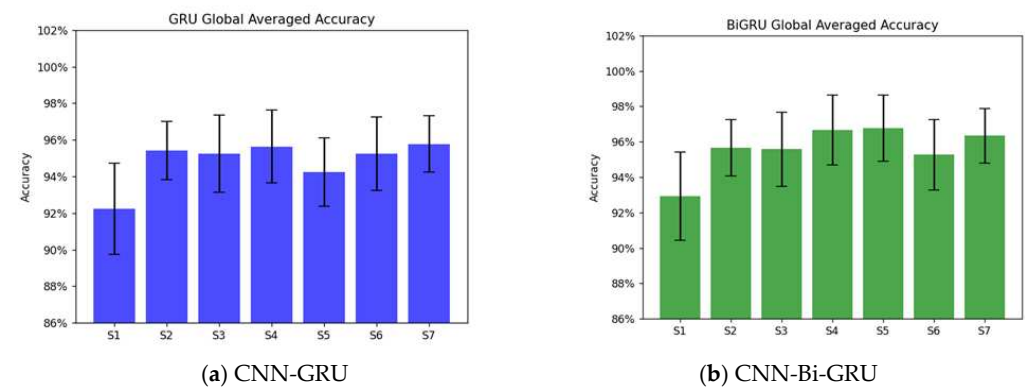 GRU Global Averaged Accuracy
102%
100%
98%
96%
94%
92%
90%
88%
86%
Accuracy
S1 S2 S3 S4 S5 S6 S7
(a) CNN-GRU
BiGRU Global Averaged Accuracy
102%
100%
98%
96%
94%
92%
90%
88%
86%
Accuracy
S1 S2 S3 S4 S5 S6 S7
(b) CNN-Bi-GRU